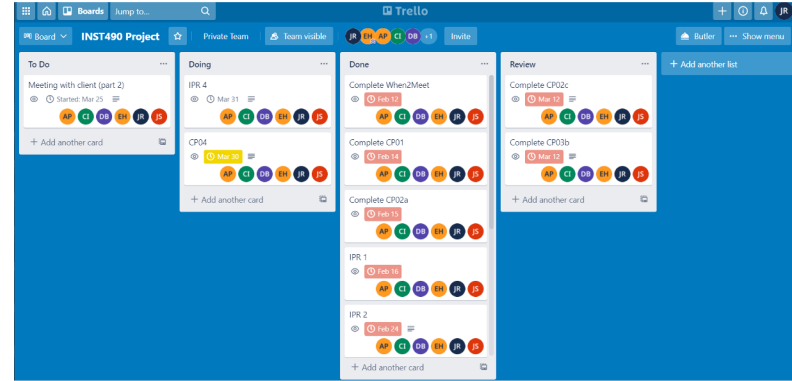 Boards Jump to... Trello JR
Board INST490 Project Private Team Team visible JR EH AP CI DB +1 Invite Butler ... Show menu
To Do ...
Meeting with client (part 2)
Started: Mar 25
AP CI DB EH JR JS
+ Add another card
Doing ...
IPR 4
Mar 31
AP CI DB EH JR JS
CP04
Mar 30
AP CI DB EH JR JS
+ Add another card
Done ...
Complete When2Meet
Feb 12
AP CI DB EH JR JS
Complete CP01
Feb 14
AP CI DB EH JR JS
Complete CP02a
Feb 15
AP CI DB EH JR JS
IPR 1
Feb 16
AP CI DB EH JR JS
IPR 2
Feb 24
AP CI DB EH JR JS
+ Add another card
Review ...
Complete CP02c
Mar 12
AP CI DB EH JR JS
Complete CP03b
Mar 12
AP CI DB EH JR JS
+ Add another card
+ Add another list